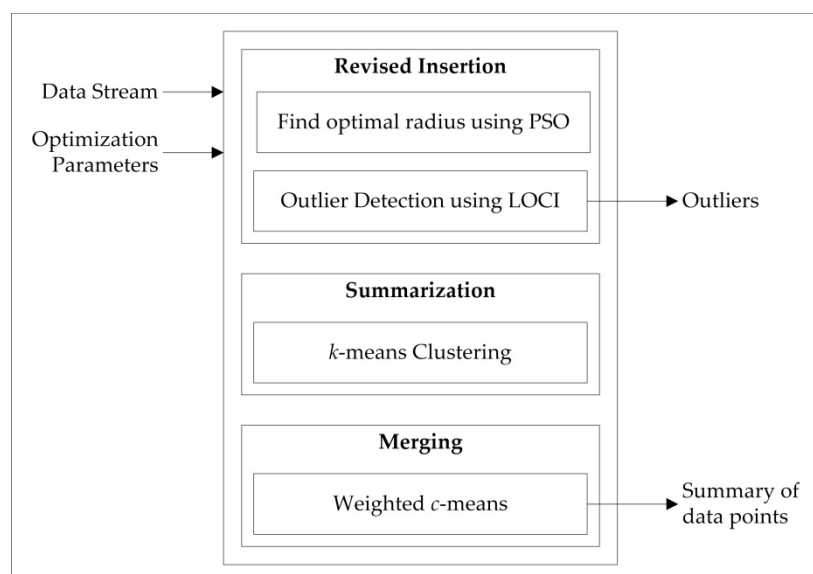 Revised Insertion
Data Stream
Find optimal radius using PSO
Optimization
Parameters
Outlier Detection using LOCI
Outliers
Summarization
k-means Clustering
Merging
Weighted c-means
Summary of
data points